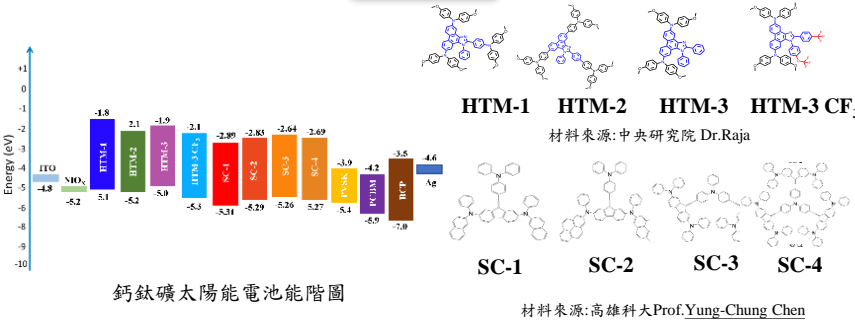 Energy (eV)
+1
0
-1
-2
-3
-4
-5
-6
-7
-8
-9
-10
ITO
-4.8
NiOx
-5.2
-1.8
HTM-1
5.1
2.1
HTM-2
-5.2
-1.9
HTM-3
5.0
-2.1
HTM-3 CF3
-5.3
-2.89
SC-1
-5.31
-2.83
SC-2
-5.29
-2.64
SC-3
-5.26
-2.69
SC-4
5.27
-3.9
PVSK
-5.4
-4.2
PCBM
-5.9
-3.5
BCP
-7.0
-4.6
Ag
鈣鈦礦太陽能電池能階圖
HTM-1 HTM-2 HTM-3 HTM-3 CF3
材料來源:中央研究院 Dr.Raja
SC-1 SC-2 SC-3 SC-4
材料來源:高雄科大Prof.Yung-Chung Chen